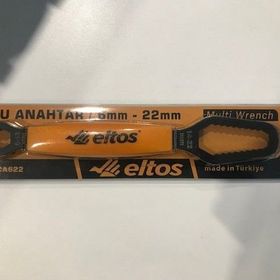 U ANAHTAR / 6mm - 22mm
Multi Wrench
eltos
eltos
CA622
made in Türkiye